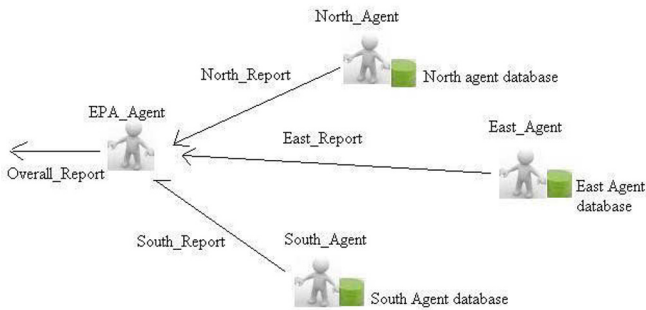 North_Agent
North_Report
North agent database
EPA_Agent
East_Report
East_Agent
Overall_Report
East Agent
database
South_Report
South_Agent
South Agent database